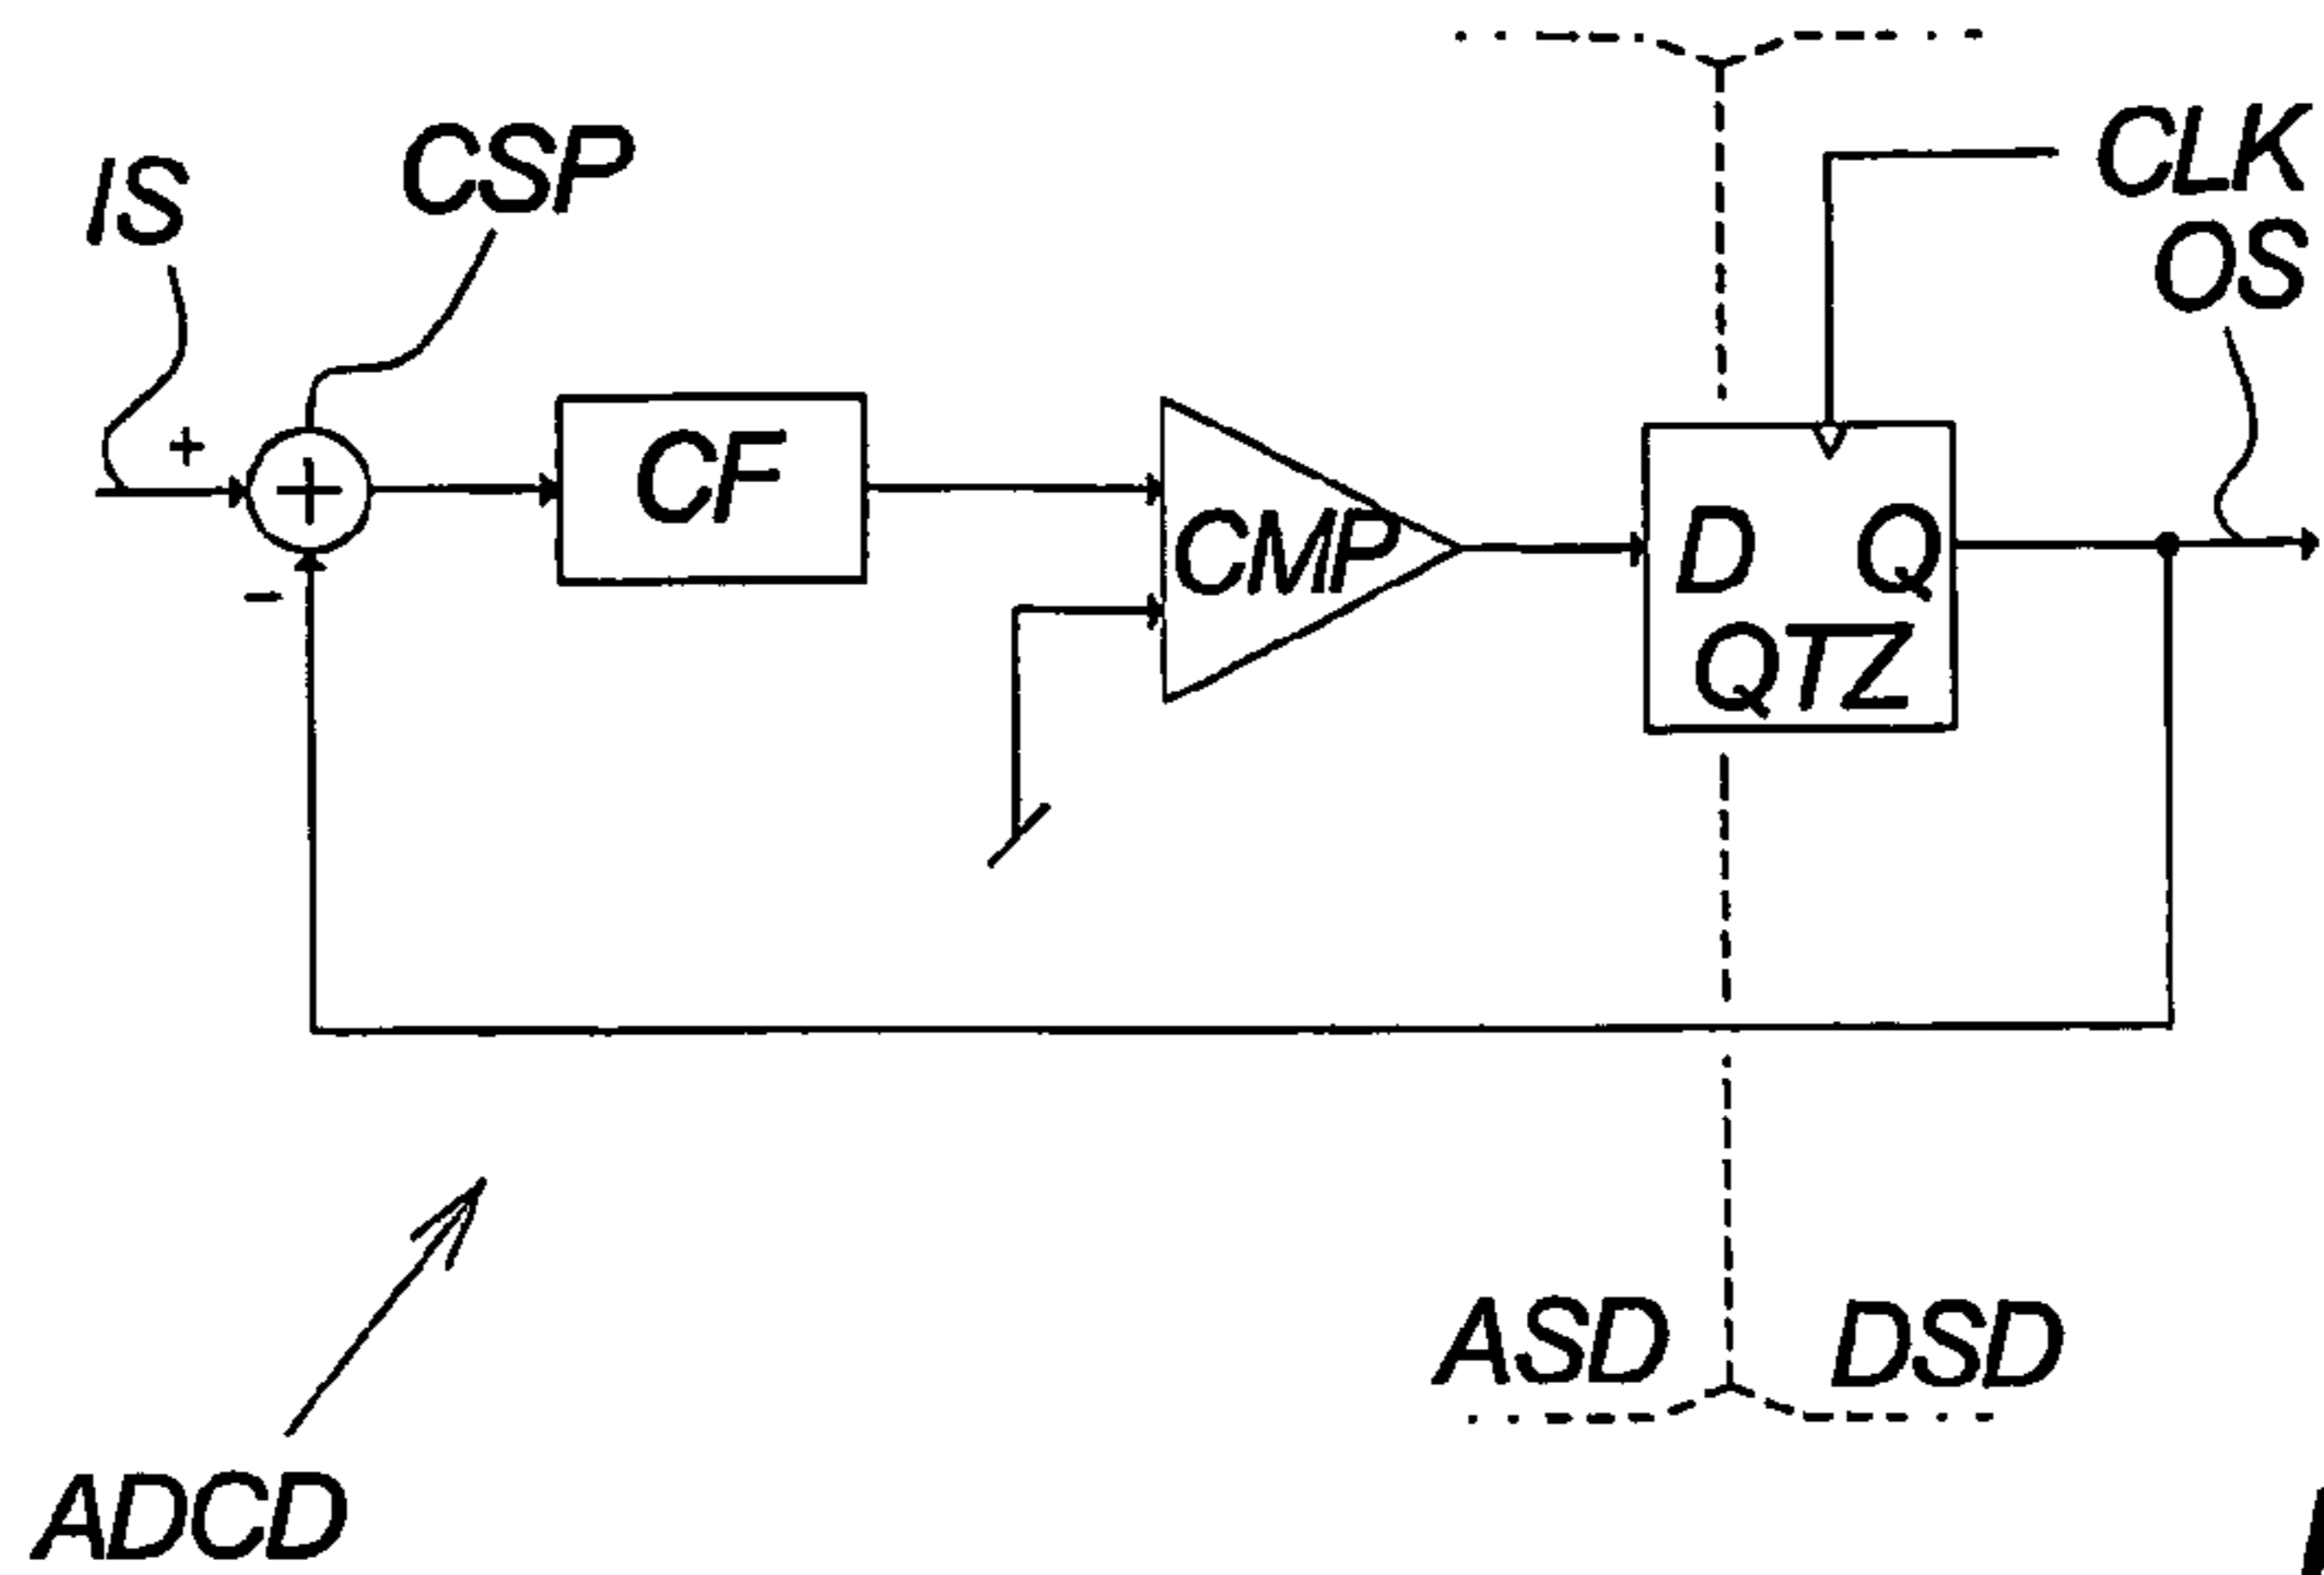 IS
CSP
CLK
OS
+
+
CF
CMP
D Q
QTZ
-
ASD DSD
ADCD